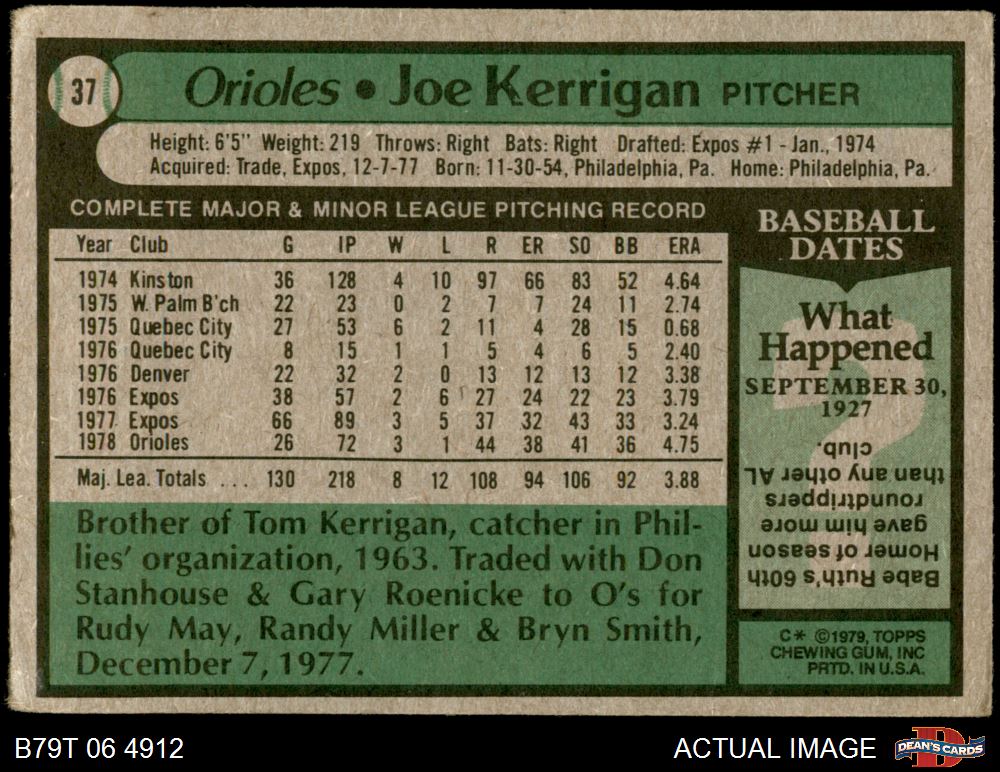 37
Orioles • Joe Kerrigan PITCHER
Height: 6'5" Weight: 219 Throws: Right Bats: Right Drafted: Expos #1 - Jan., 1974
Acquired: Trade, Expos, 12-7-77 Born: 11-30-54, Philadelphia, Pa. Home: Philadelphia, Pa.
COMPLETE MAJOR & MINOR LEAGUE PITCHING RECORD
Year Club G IP W L R ER SO BB ERA
1974 Kinston 36 128 4 10 97 66 83 52 4.64
1975 W. Palm B'ch 22 23 0 2 7 7 24 11 2.74
1975 Quebec City 27 53 6 2 11 4 28 15 0.68
1976 Quebec City 8 15 1 1 5 4 6 5 2.40
1976 Denver 22 32 2 0 13 12 13 12 3.38
1976 Expos 38 57 2 6 27 24 22 23 3.79
1977 Expos 66 89 3 5 37 32 43 33 3.24
1978 Orioles 26 72 3 1 44 38 41 36 4.75
Maj. Lea. Totals ... 130 218 8 12 108 94 106 92 3.88
Brother of Tom Kerrigan, catcher in Phil-
lies' organization, 1963. Traded with Don
Stanhouse & Gary Roenicke to O's for
Rudy May, Randy Miller & Bryn Smith,
December 7, 1977.
BASEBALL
DATES
What
Happened
SEPTEMBER 30,
1927
Babe Ruth's 60th
Homer of season
gave him more
roundtrippers
than any other AL
club.
C* ©1979, TOPPS
CHEWING GUM, INC
PRTD. IN U.S.A.
B79T 06 4912
ACTUAL IMAGE
D
DEAN'S CARDS